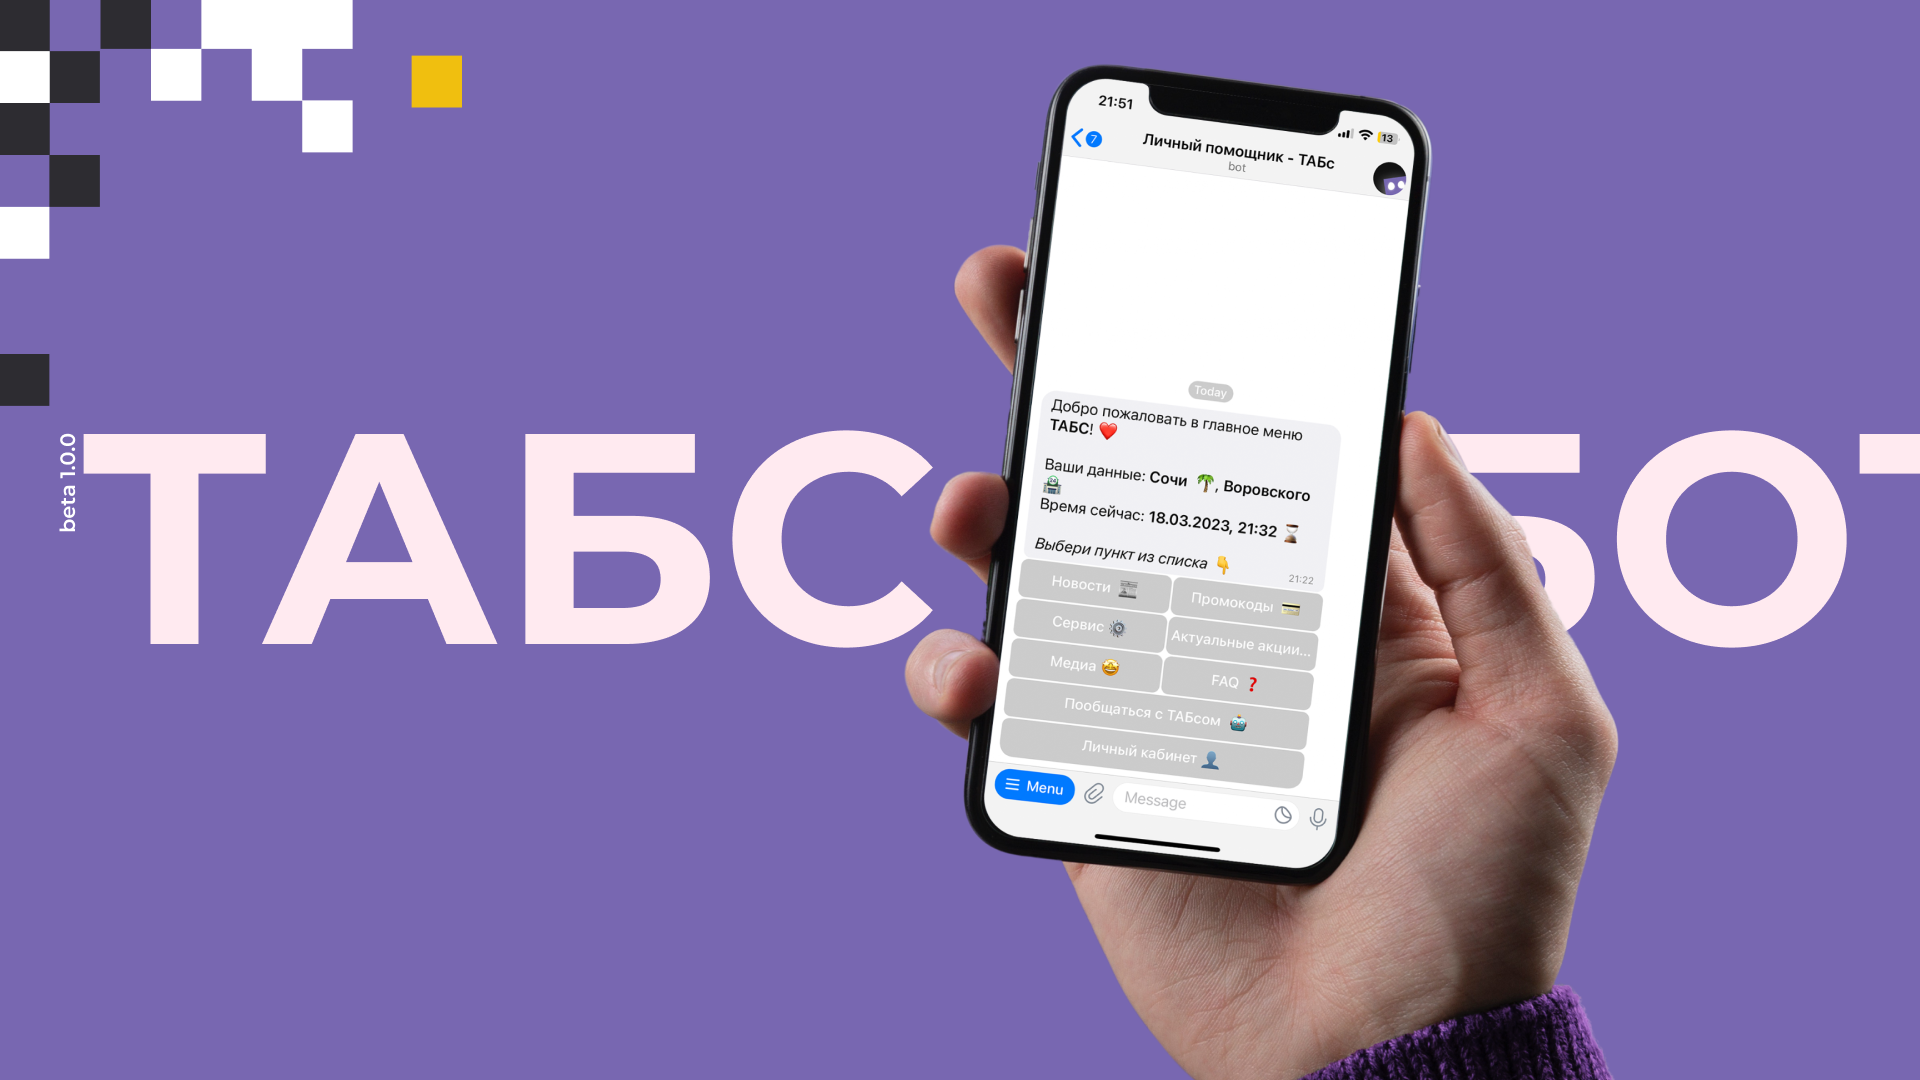 beta 1.0.0
ТАБС БОТ
21:51
13
7
Личный помощник - ТАБс
bot
Today
Добро пожаловать в главное меню
ТАБС! ❤️
Ваши данные: Сочи 🌴, Воровского
🏤
Время сейчас: 18.03.2023, 21:32 ⌛
Выбери пункт из списка 👇
21:22
Новости 📰
Промокоды 💳
Сервис ⚙️
Актуальные акции...
Медиа 🤩
FAQ ❓
Пообщаться с ТАБсом 🤖
Личный кабинет 👤
Menu
Message